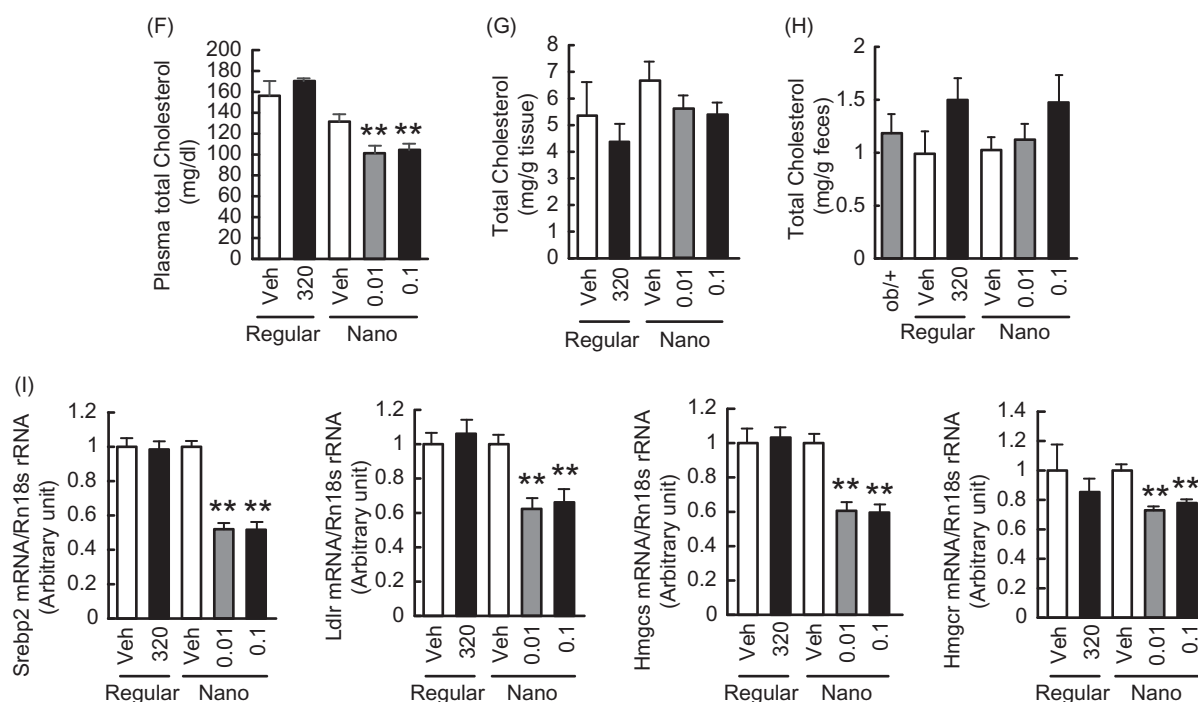 (F)
Plasma total Cholesterol
(mg/dl)
200
180
160
140
120
100
80
60
40
20
0
** **
Veh 320 Veh 0.01 0.1
Regular Nano
(G)
Total Cholesterol
(mg/g tissue)
8
7
6
5
4
3
2
1
0
Veh 320 Veh 0.01 0.1
Regular Nano
(H)
Total Cholesterol
(mg/g feces)
2
1.5
1
0.5
0
ob/+ Veh 320 Veh 0.01 0.1
Regular Nano
(I)
Srebp2 mRNA/Rn18s rRNA
(Arbitrary unit)
1.2
1
0.8
0.6
0.4
0.2
0
** **
Veh 320 Veh 0.01 0.1
Regular Nano
Ldlr mRNA/Rn18s rRNA
(Arbitrary unit)
1.2
1.0
0.8
0.6
0.4
0.2
0
** **
Veh 320 Veh 0.01 0.1
Regular Nano
Hmgcs mRNA/Rn18s rRNA
(Arbitrary unit)
1.2
1
0.8
0.6
0.4
0.2
0
** **
Veh 320 Veh 0.01 0.1
Regular Nano
Hmgcr mRNA/Rn18s rRNA
(Arbitrary unit)
1.4
1.2
1
0.8
0.6
0.4
0.2
0
** **
Veh 320 Veh 0.01 0.1
Regular Nano